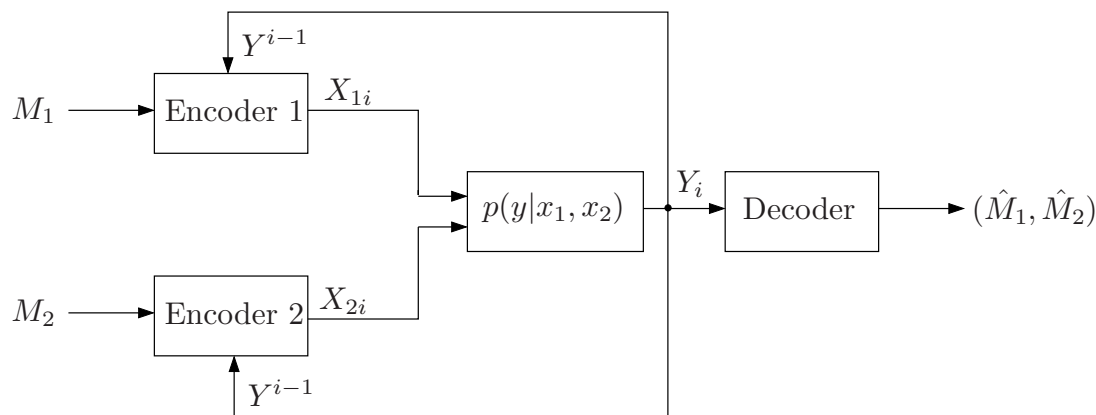 $Y^{i-1}$
$M_1$ Encoder 1 $X_{1i}$
$p(y|x_1, x_2)$ $Y_i$ Decoder $(\hat{M}_1, \hat{M}_2)$
$M_2$ Encoder 2 $X_{2i}$
$Y^{i-1}$